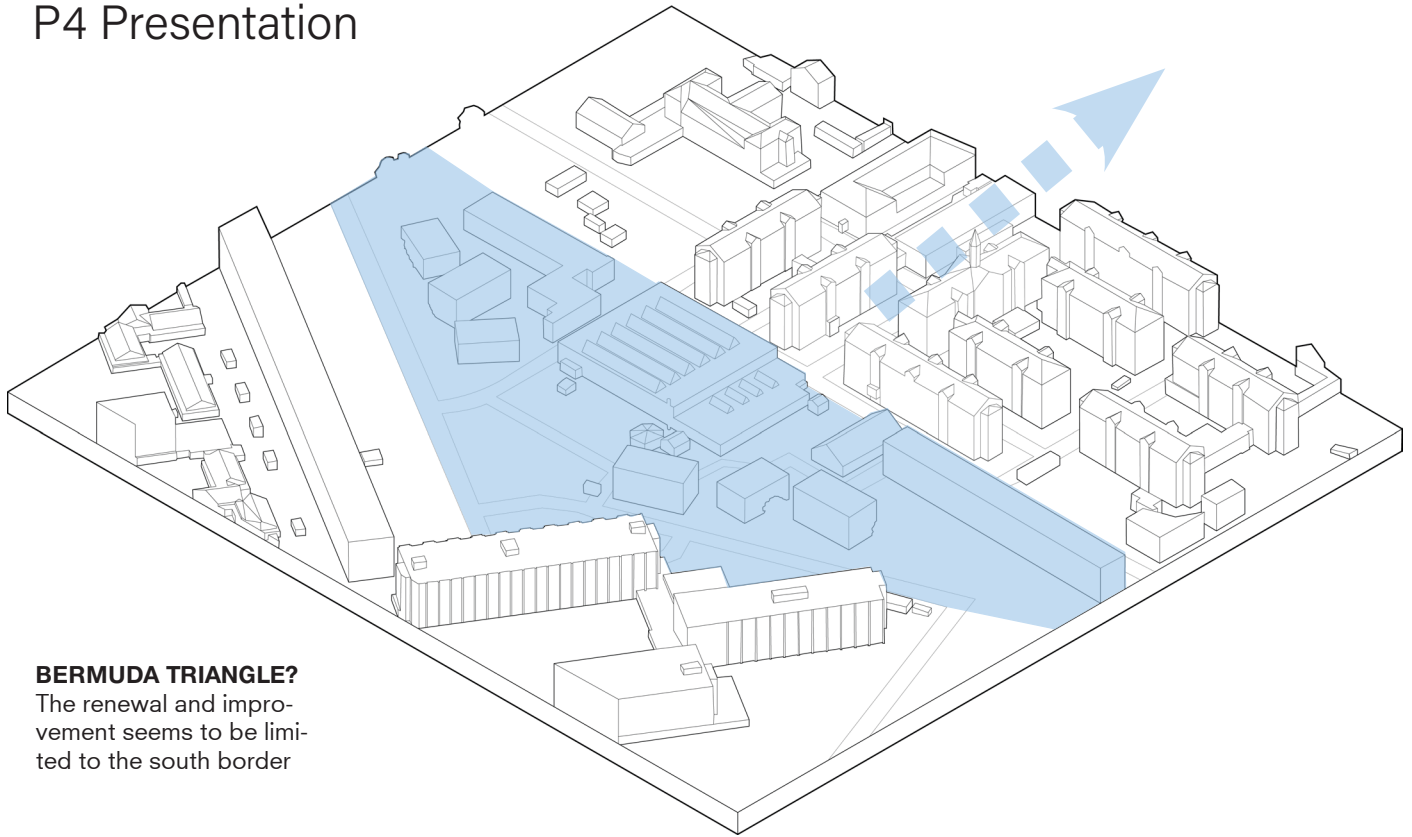 P4 Presentation
BERMUDA TRIANGLE?
The renewal and impro-
vement seems to be limi-
ted to the south border